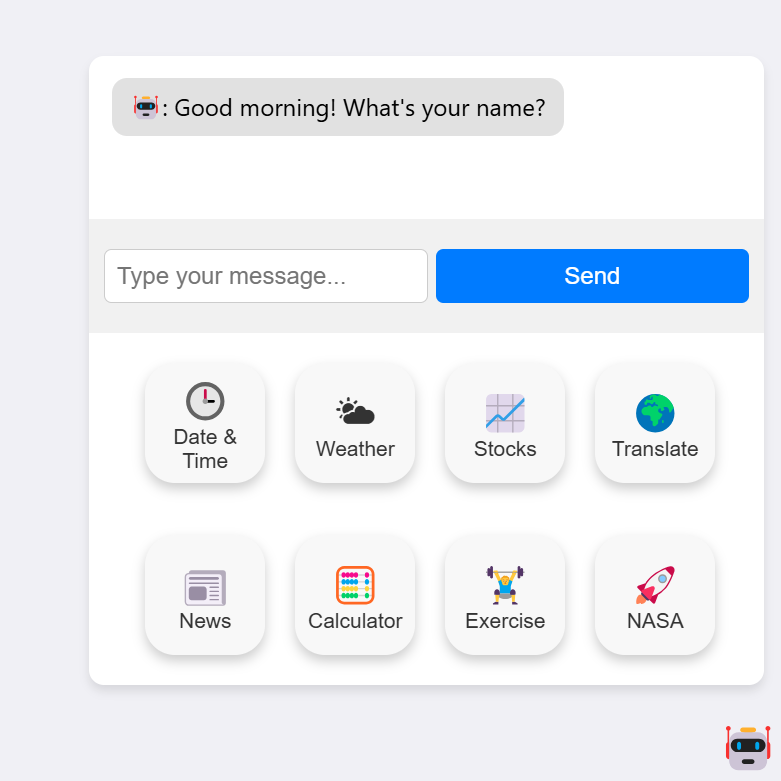 🤖: Good morning! What's your name?
Type your message...
Send
Date &
Time
Weather
Stocks
Translate
News
Calculator
Exercise
NASA